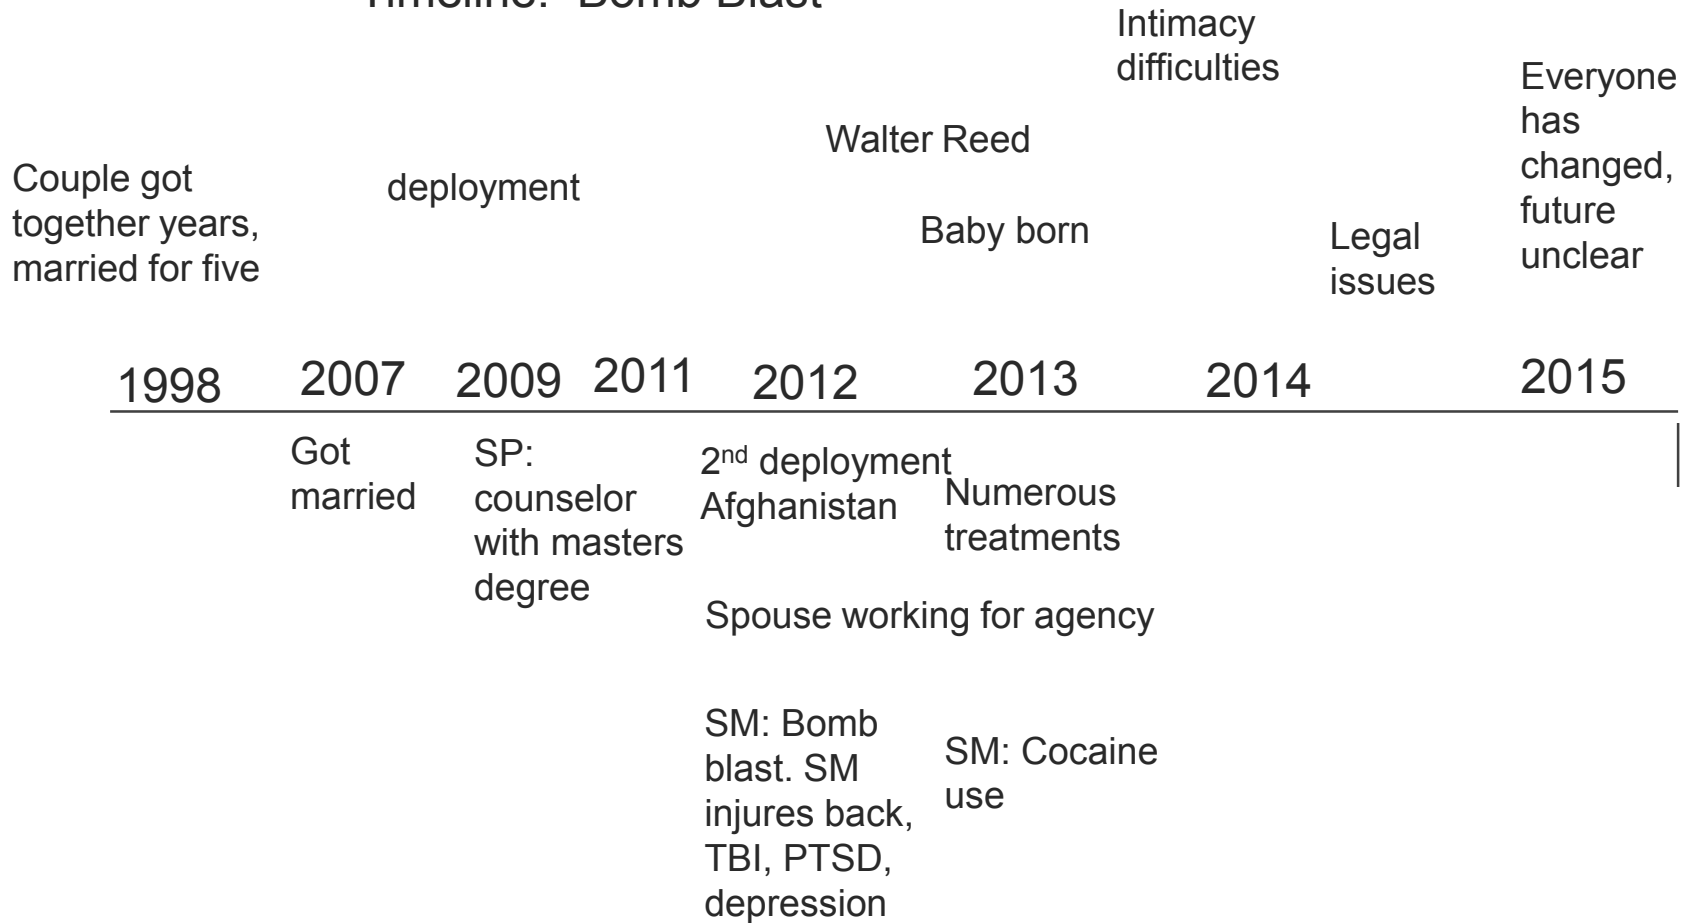 Timeline: Bomb Blast
Intimacy
difficulties
Everyone
has
changed,
future
unclear
Walter Reed
Couple got
together years,
married for five
deployment
Baby born
Legal
issues
1998 2007 2009 2011 2012 2013 2014 2015
Got
married
SP:
counselor
with masters
degree
2nd deployment
Afghanistan
Numerous
treatments
Spouse working for agency
SM: Bomb
blast. SM
injures back,
TBI, PTSD,
depression
SM: Cocaine
use